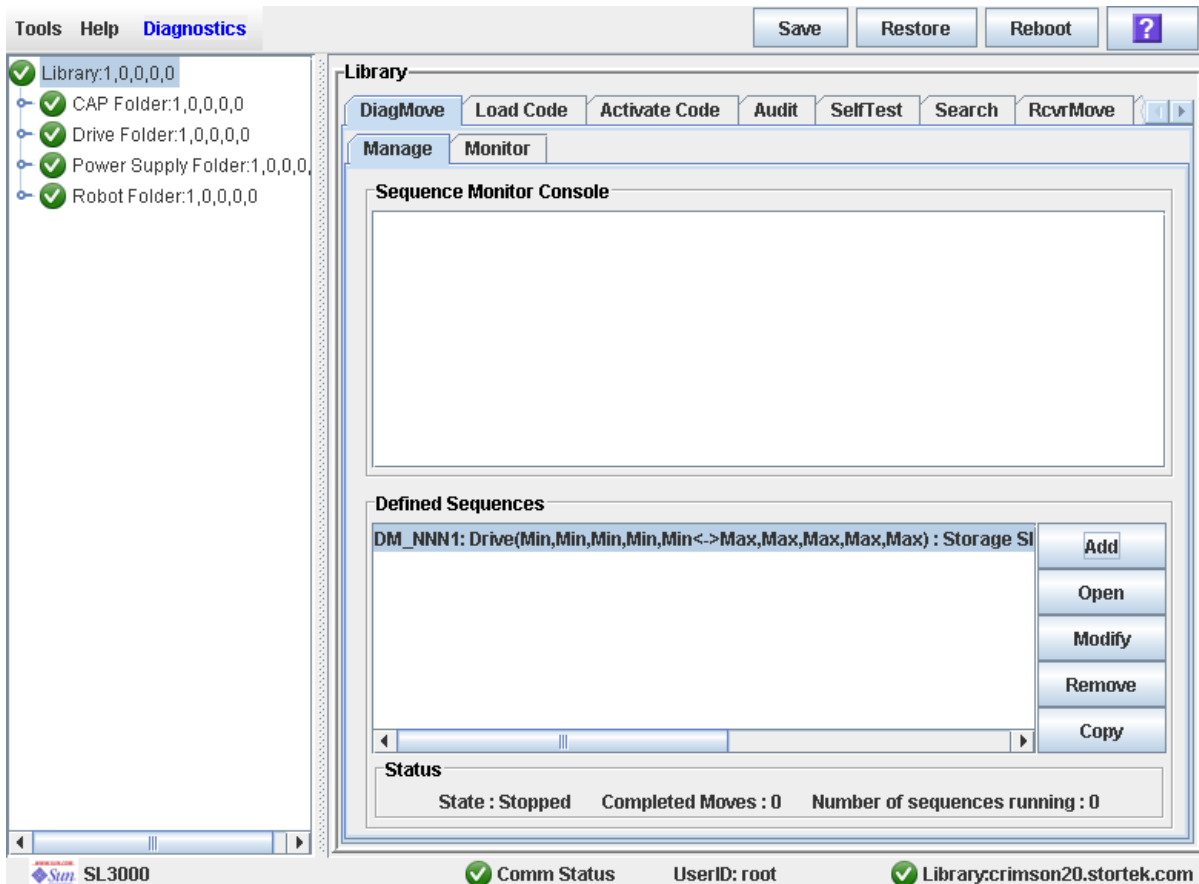 Tools Help Diagnostics Save Restore Reboot ?
Library:1,0,0,0,0
CAP Folder:1,0,0,0,0
Drive Folder:1,0,0,0,0
Power Supply Folder:1,0,0,0,
Robot Folder:1,0,0,0,0
Library
DiagMove Load Code Activate Code Audit SelfTest Search RcvrMove
Manage Monitor
Sequence Monitor Console
Defined Sequences
DM_NNN1: Drive(Min,Min,Min,Min,Min<->Max,Max,Max,Max,Max) : Storage Sl
Add
Open
Modify
Remove
Copy
Status
State : Stopped Completed Moves : 0 Number of sequences running : 0
Sun SL3000 Comm Status UserID: root Library:crimson20.stortek.com